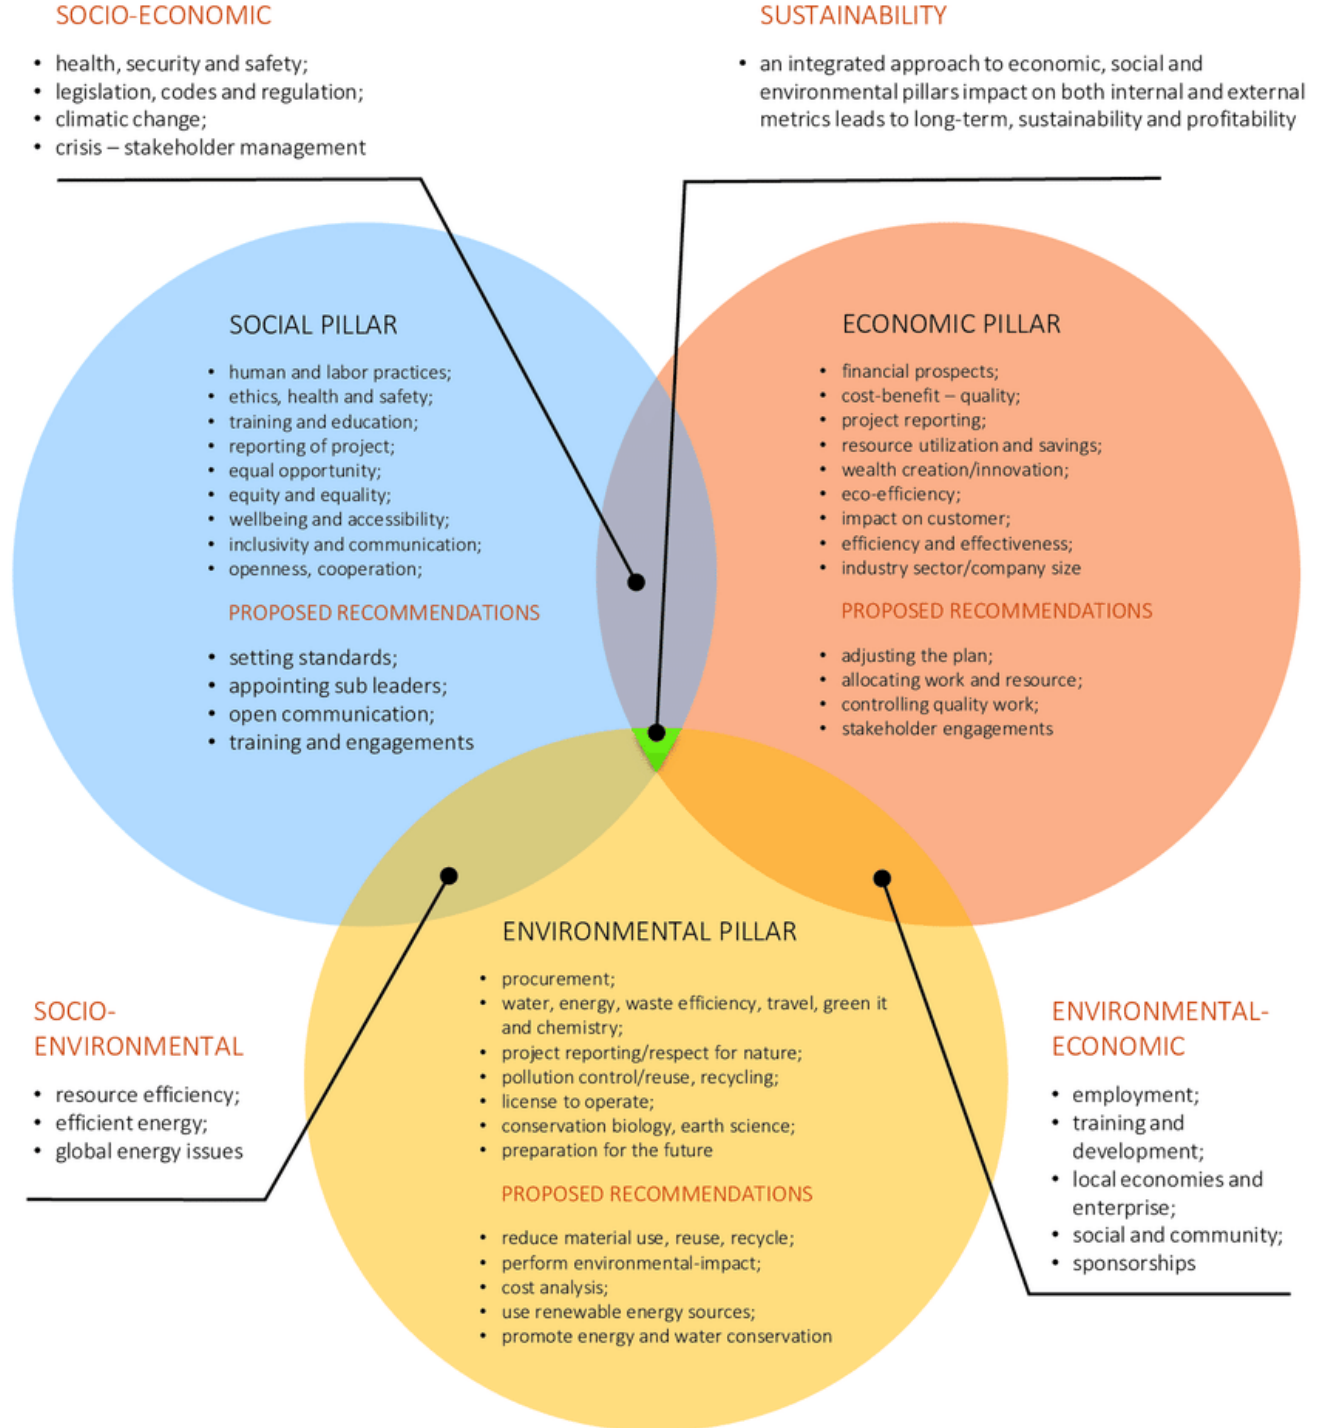 SOCIO-ECONOMIC
• health, security and safety;
• legislation, codes and regulation;
• climatic change;
• crisis – stakeholder management
SUSTAINABILITY
• an integrated approach to economic, social and
environmental pillars impact on both internal and external
metrics leads to long-term, sustainability and profitability
SOCIAL PILLAR
• human and labor practices;
• ethics, health and safety;
• training and education;
• reporting of project;
• equal opportunity;
• equity and equality;
• wellbeing and accessibility;
• inclusivity and communication;
• openness, cooperation;
PROPOSED RECOMMENDATIONS
• setting standards;
• appointing sub leaders;
• open communication;
• training and engagements
ECONOMIC PILLAR
• financial prospects;
• cost-benefit – quality;
• project reporting;
• resource utilization and savings;
• wealth creation/innovation;
• eco-efficiency;
• impact on customer;
• efficiency and effectiveness;
• industry sector/company size
PROPOSED RECOMMENDATIONS
• adjusting the plan;
• allocating work and resource;
• controlling quality work;
• stakeholder engagements
ENVIRONMENTAL PILLAR
• procurement;
• water, energy, waste efficiency, travel, green it
and chemistry;
• project reporting/respect for nature;
• pollution control/reuse, recycling;
• license to operate;
• conservation biology, earth science;
• preparation for the future
PROPOSED RECOMMENDATIONS
• reduce material use, reuse, recycle;
• perform environmental-impact;
• cost analysis;
• use renewable energy sources;
• promote energy and water conservation
SOCIO-
ENVIRONMENTAL
• resource efficiency;
• efficient energy;
• global energy issues
ENVIRONMENTAL-
ECONOMIC
• employment;
• training and
development;
• local economies and
enterprise;
• social and community;
• sponsorships